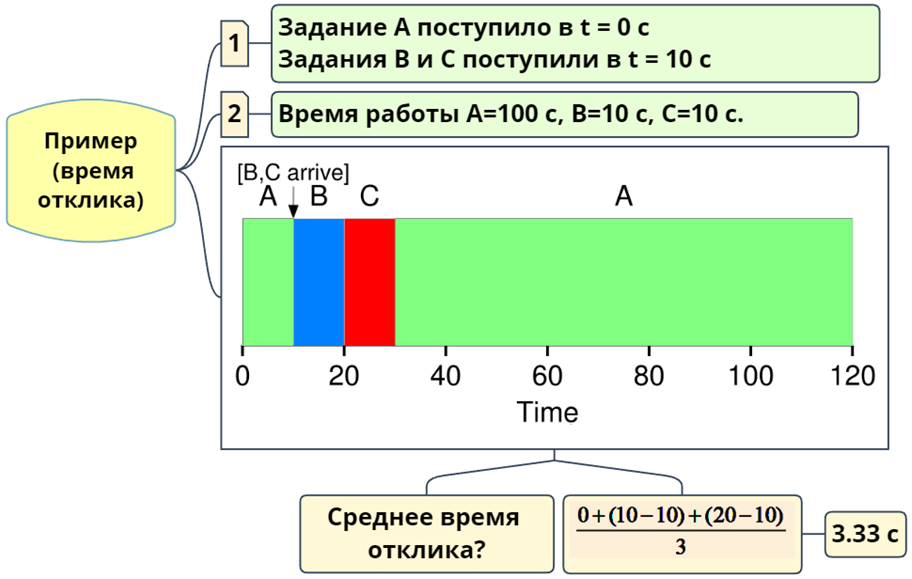 Пример
(время
отклика)
1
Задание A поступило в t = 0 с
Задания B и C поступили в t = 10 с
2
Время работы A=100 с, B=10 с, C=10 с.
[B,C arrive]
A B C A
0 20 40 60 80 100 120
Time
Среднее время
отклика?
0+(10−10)+(20−10)
3
3.33 с